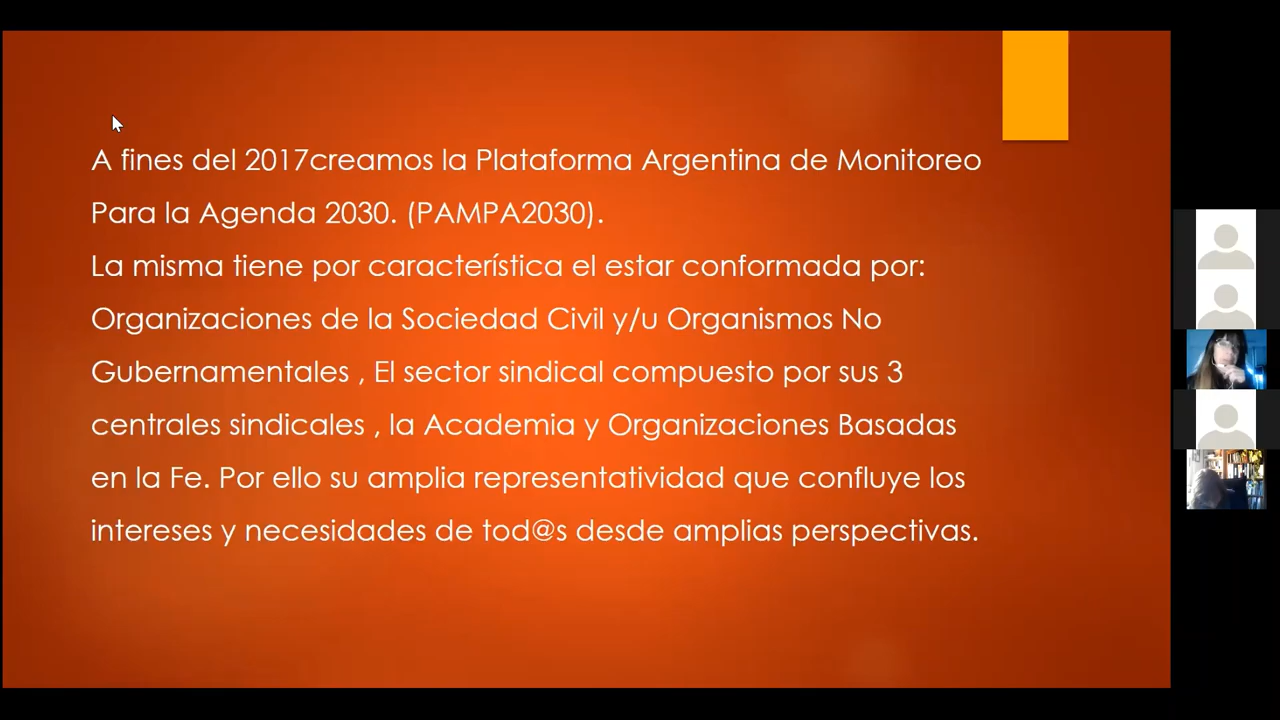 A fines del 2017creamos la Plataforma Argentina de Monitoreo
Para la Agenda 2030. (PAMPA2030).
La misma tiene por característica el estar conformada por:
Organizaciones de la Sociedad Civil y/u Organismos No
Gubernamentales , El sector sindical compuesto por sus 3
centrales sindicales , la Academia y Organizaciones Basadas
en la Fe. Por ello su amplia representatividad que confluye los
intereses y necesidades de tod@s desde amplias perspectivas.